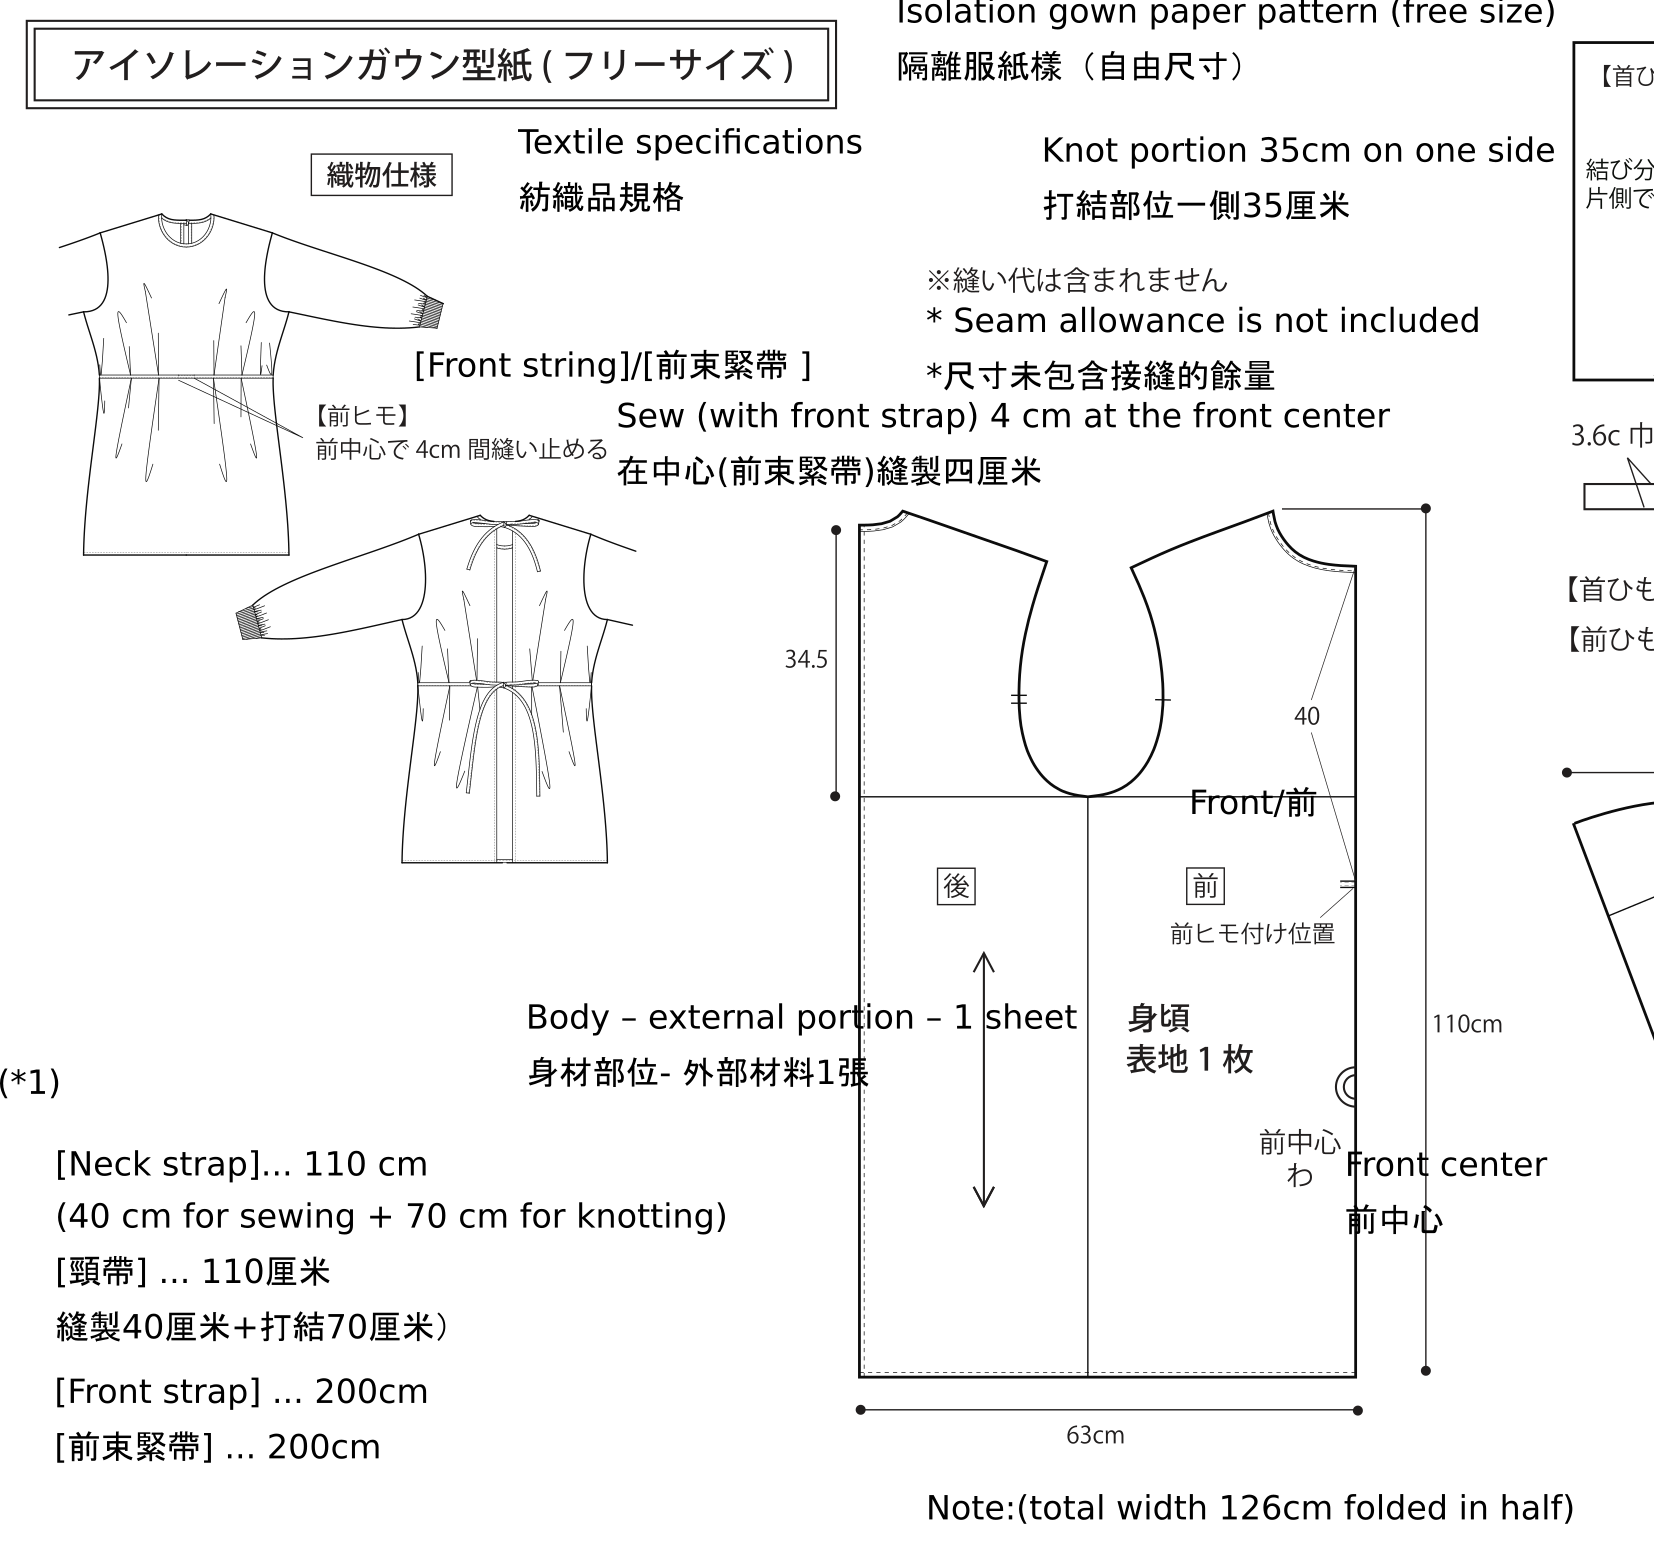 アイソレーションガウン型紙 ( フリーサイズ )
Isolation gown paper pattern (free size)
隔離服紙樣（自由尺寸）
【首ひ
織物仕様
Textile specifications
紡織品規格
Knot portion 35cm on one side
打結部位一側35厘米
結び分
片側で
※縫い代は含まれません
* Seam allowance is not included
*尺寸未包含接縫的餘量
[Front string]/[前束緊帶 ]
【前ヒモ】
前中心で 4cm 間縫い止める
Sew (with front strap) 4 cm at the front center
在中心(前束緊帶)縫製四厘米
3.6c 巾
【首ひも
【前ひも
34.5
40
Front/前
後
前
前ヒモ付け位置
Body – external portion – 1 sheet
身材部位- 外部材料1張
身頃
表地 1 枚
110cm
(*1)
前中心
わ
Front center
前中心
[Neck strap]... 110 cm
(40 cm for sewing + 70 cm for knotting)
[頸帶] ... 110厘米
縫製40厘米+打結70厘米）
[Front strap] ... 200cm
[前束緊帶] ... 200cm
63cm
Note:(total width 126cm folded in half)